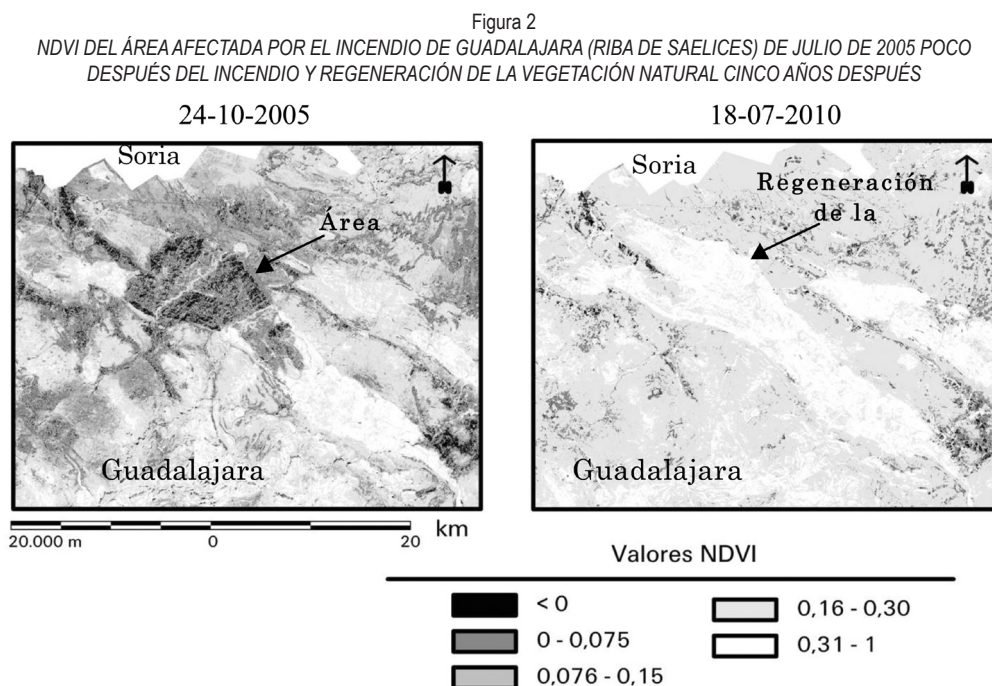 Figura 2
NDVI DEL ÁREA AFECTADA POR EL INCENDIO DE GUADALAJARA (RIBA DE SAELICES) DE JULIO DE 2005 POCO
DESPUÉS DEL INCENDIO Y REGENERACIÓN DE LA VEGETACIÓN NATURAL CINCO AÑOS DESPUÉS
24-10-2005
18-07-2010
Soria
Área
Guadalajara
Soria
Regeneración
de la
Guadalajara
20.000 m 0 20 km
Valores NDVI
< 0
0 - 0,075
0,076 - 0,15
0,16 - 0,30
0,31 - 1